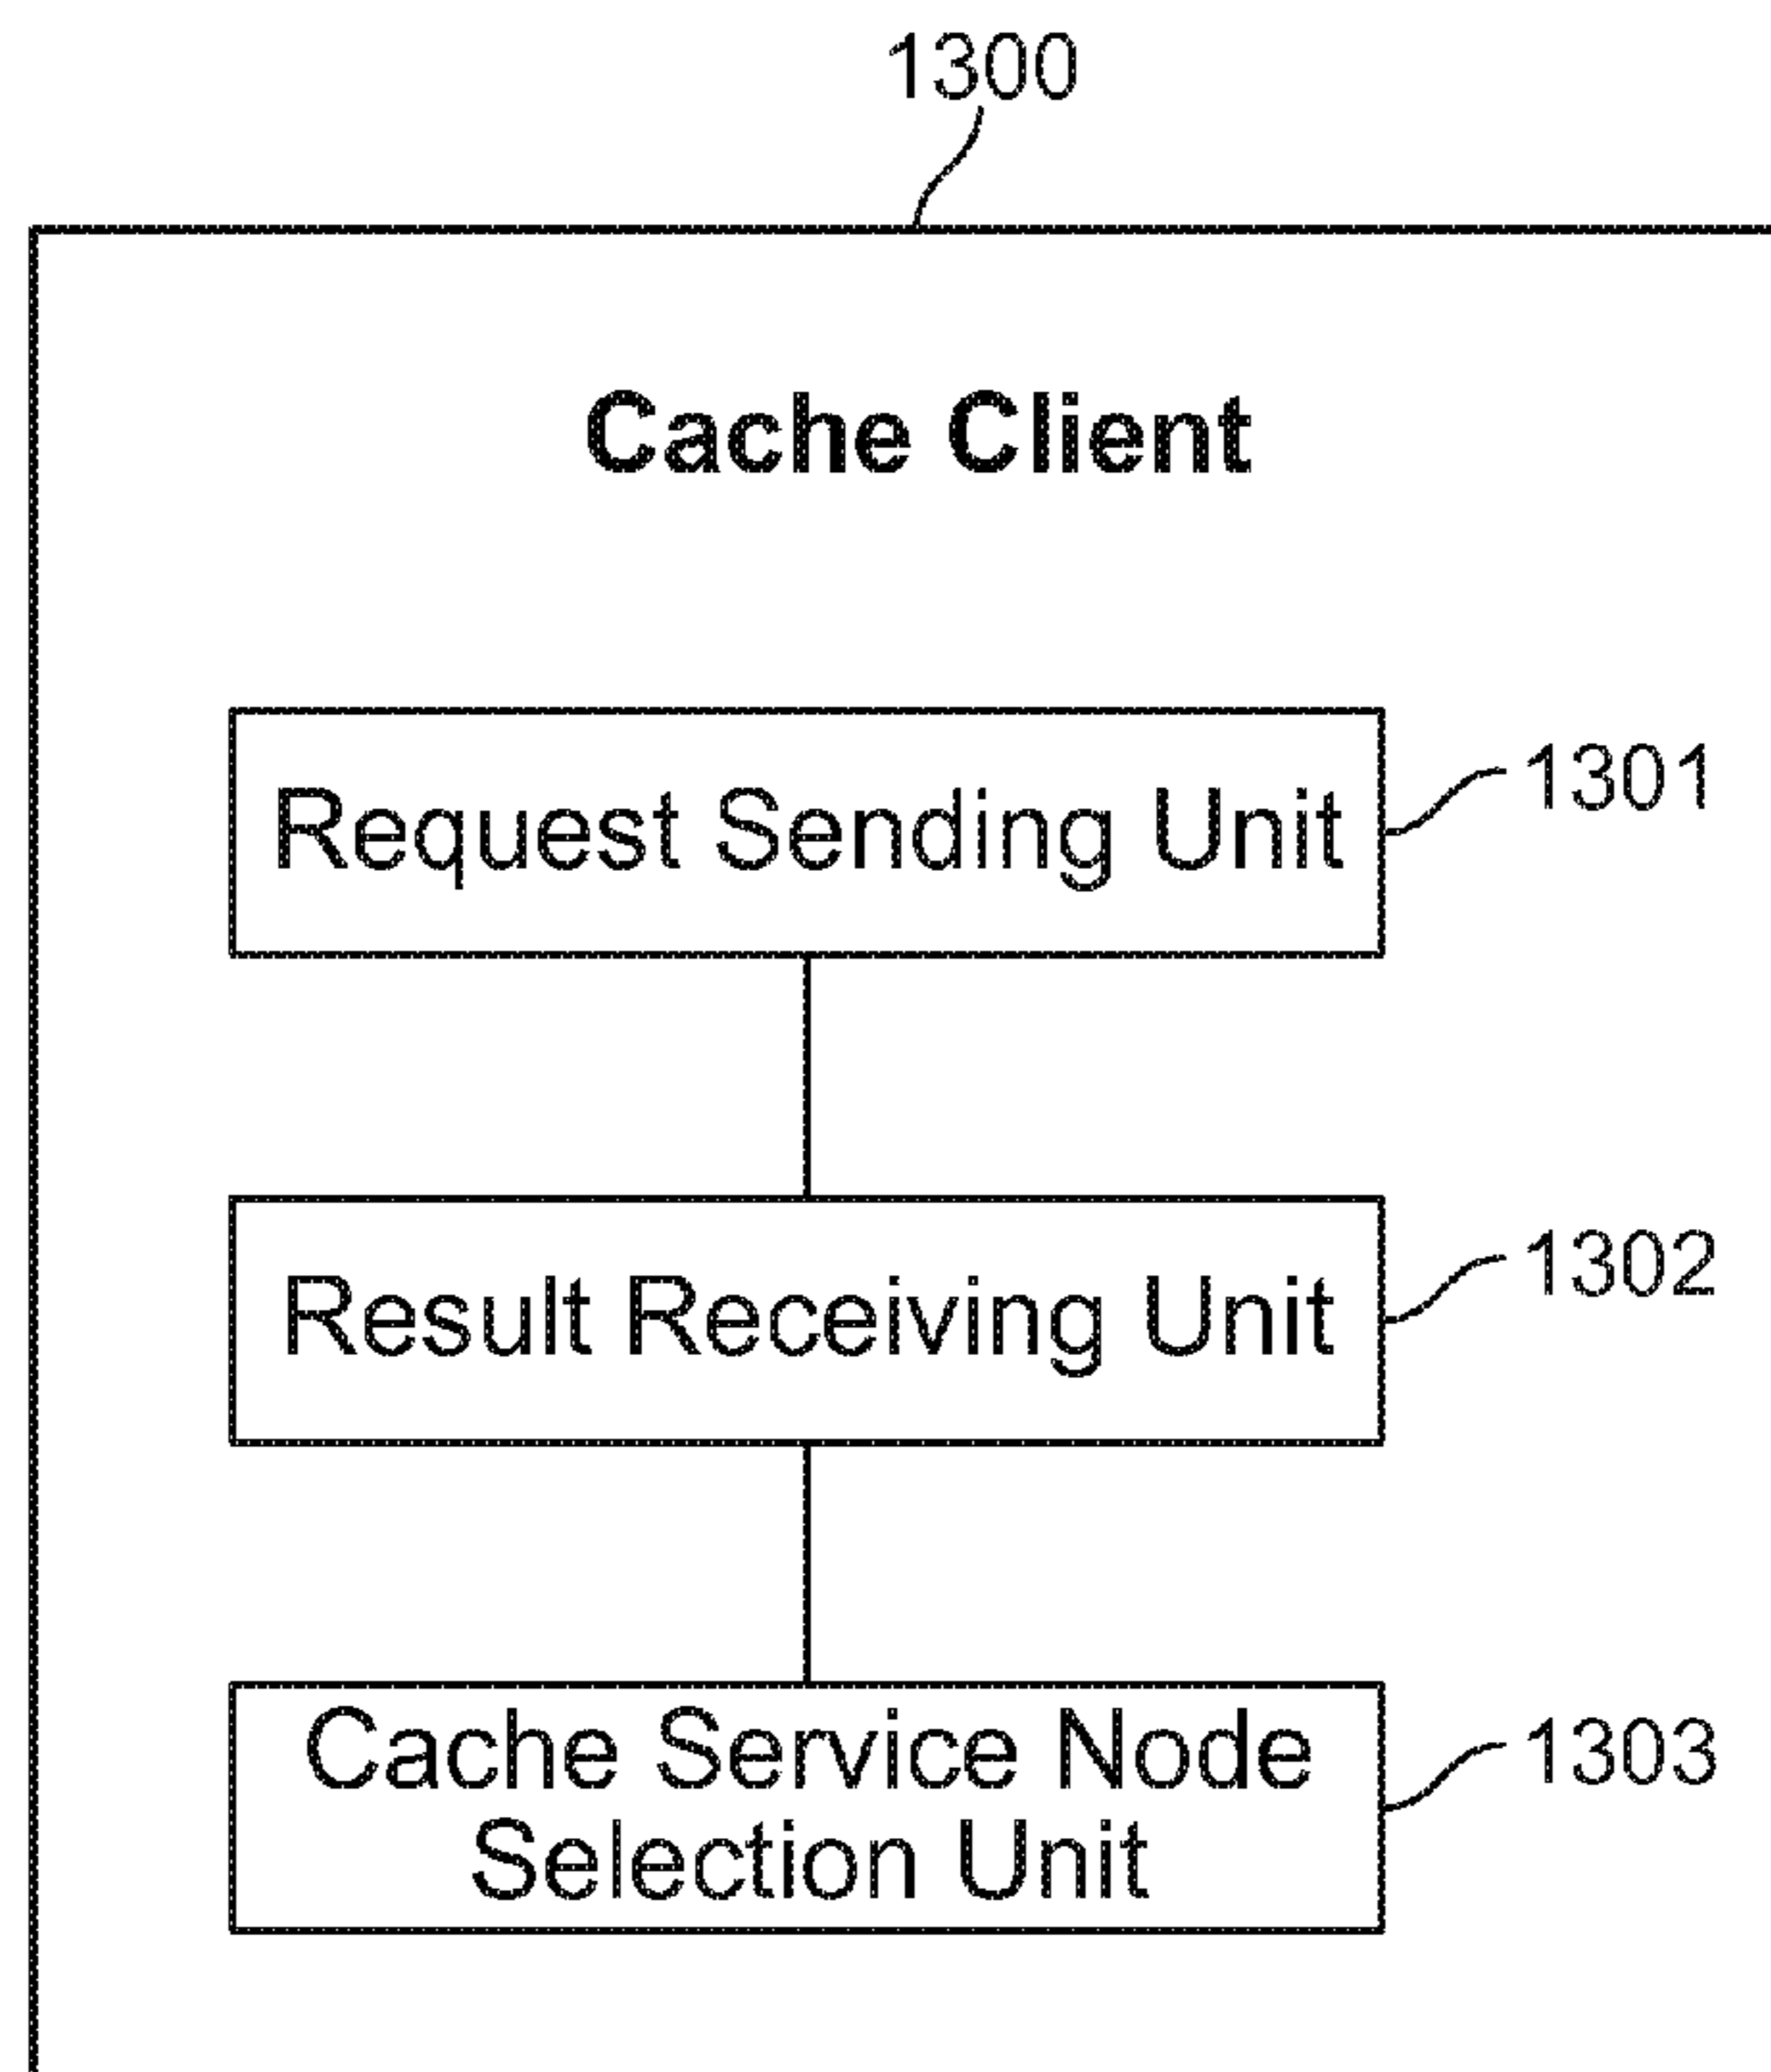 1300
Cache Client
Request Sending Unit
1301
Result Receiving Unit
1302
Cache Service Node
Selection Unit
1303